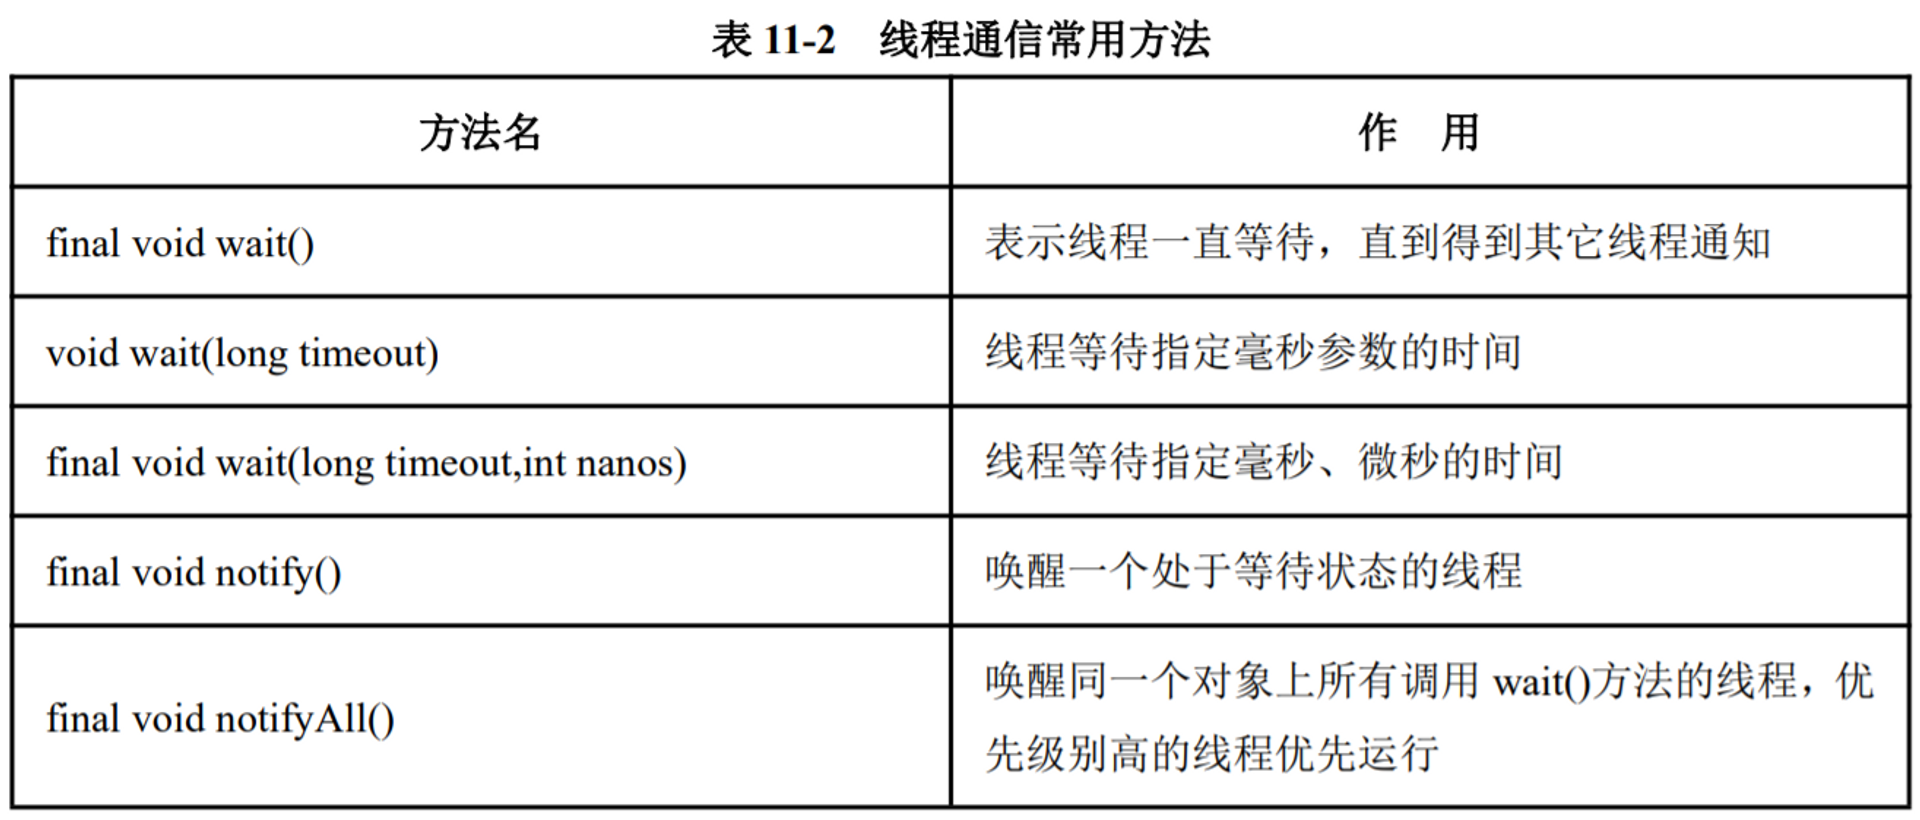 表 11-2 线程通信常用方法
方法名 作 用
final void wait() 表示线程一直等待，直到得到其它线程通知
void wait(long timeout) 线程等待指定毫秒参数的时间
final void wait(long timeout,int nanos) 线程等待指定毫秒、微秒的时间
final void notify() 唤醒一个处于等待状态的线程
final void notifyAll() 唤醒同一个对象上所有调用 wait()方法的线程，优
先级别高的线程优先运行